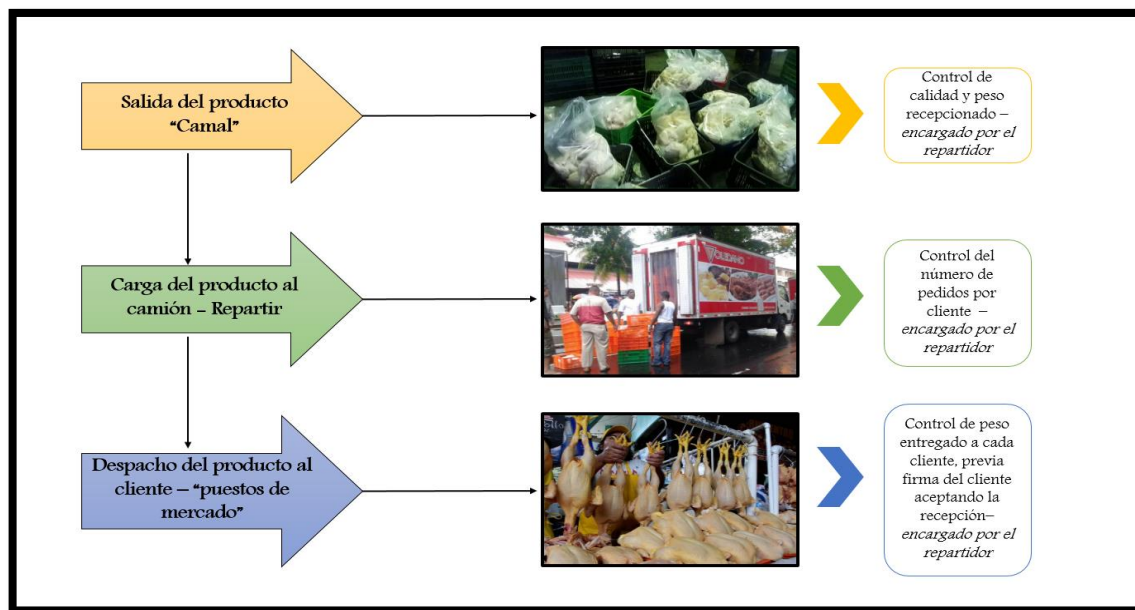 Salida del producto
“Camal”
Control de
calidad y peso
recepcionado –
encargado por el
repartidor
Carga del producto al
camión – Repartir
TOLEDANO
Control del
número de
pedidos por
cliente –
encargado por el
repartidor
Despacho del producto al
cliente – “puestos de
mercado”
Control de peso
entregado a cada
cliente, previa
firma del cliente
aceptando la
recepción–
encargado por el
repartidor